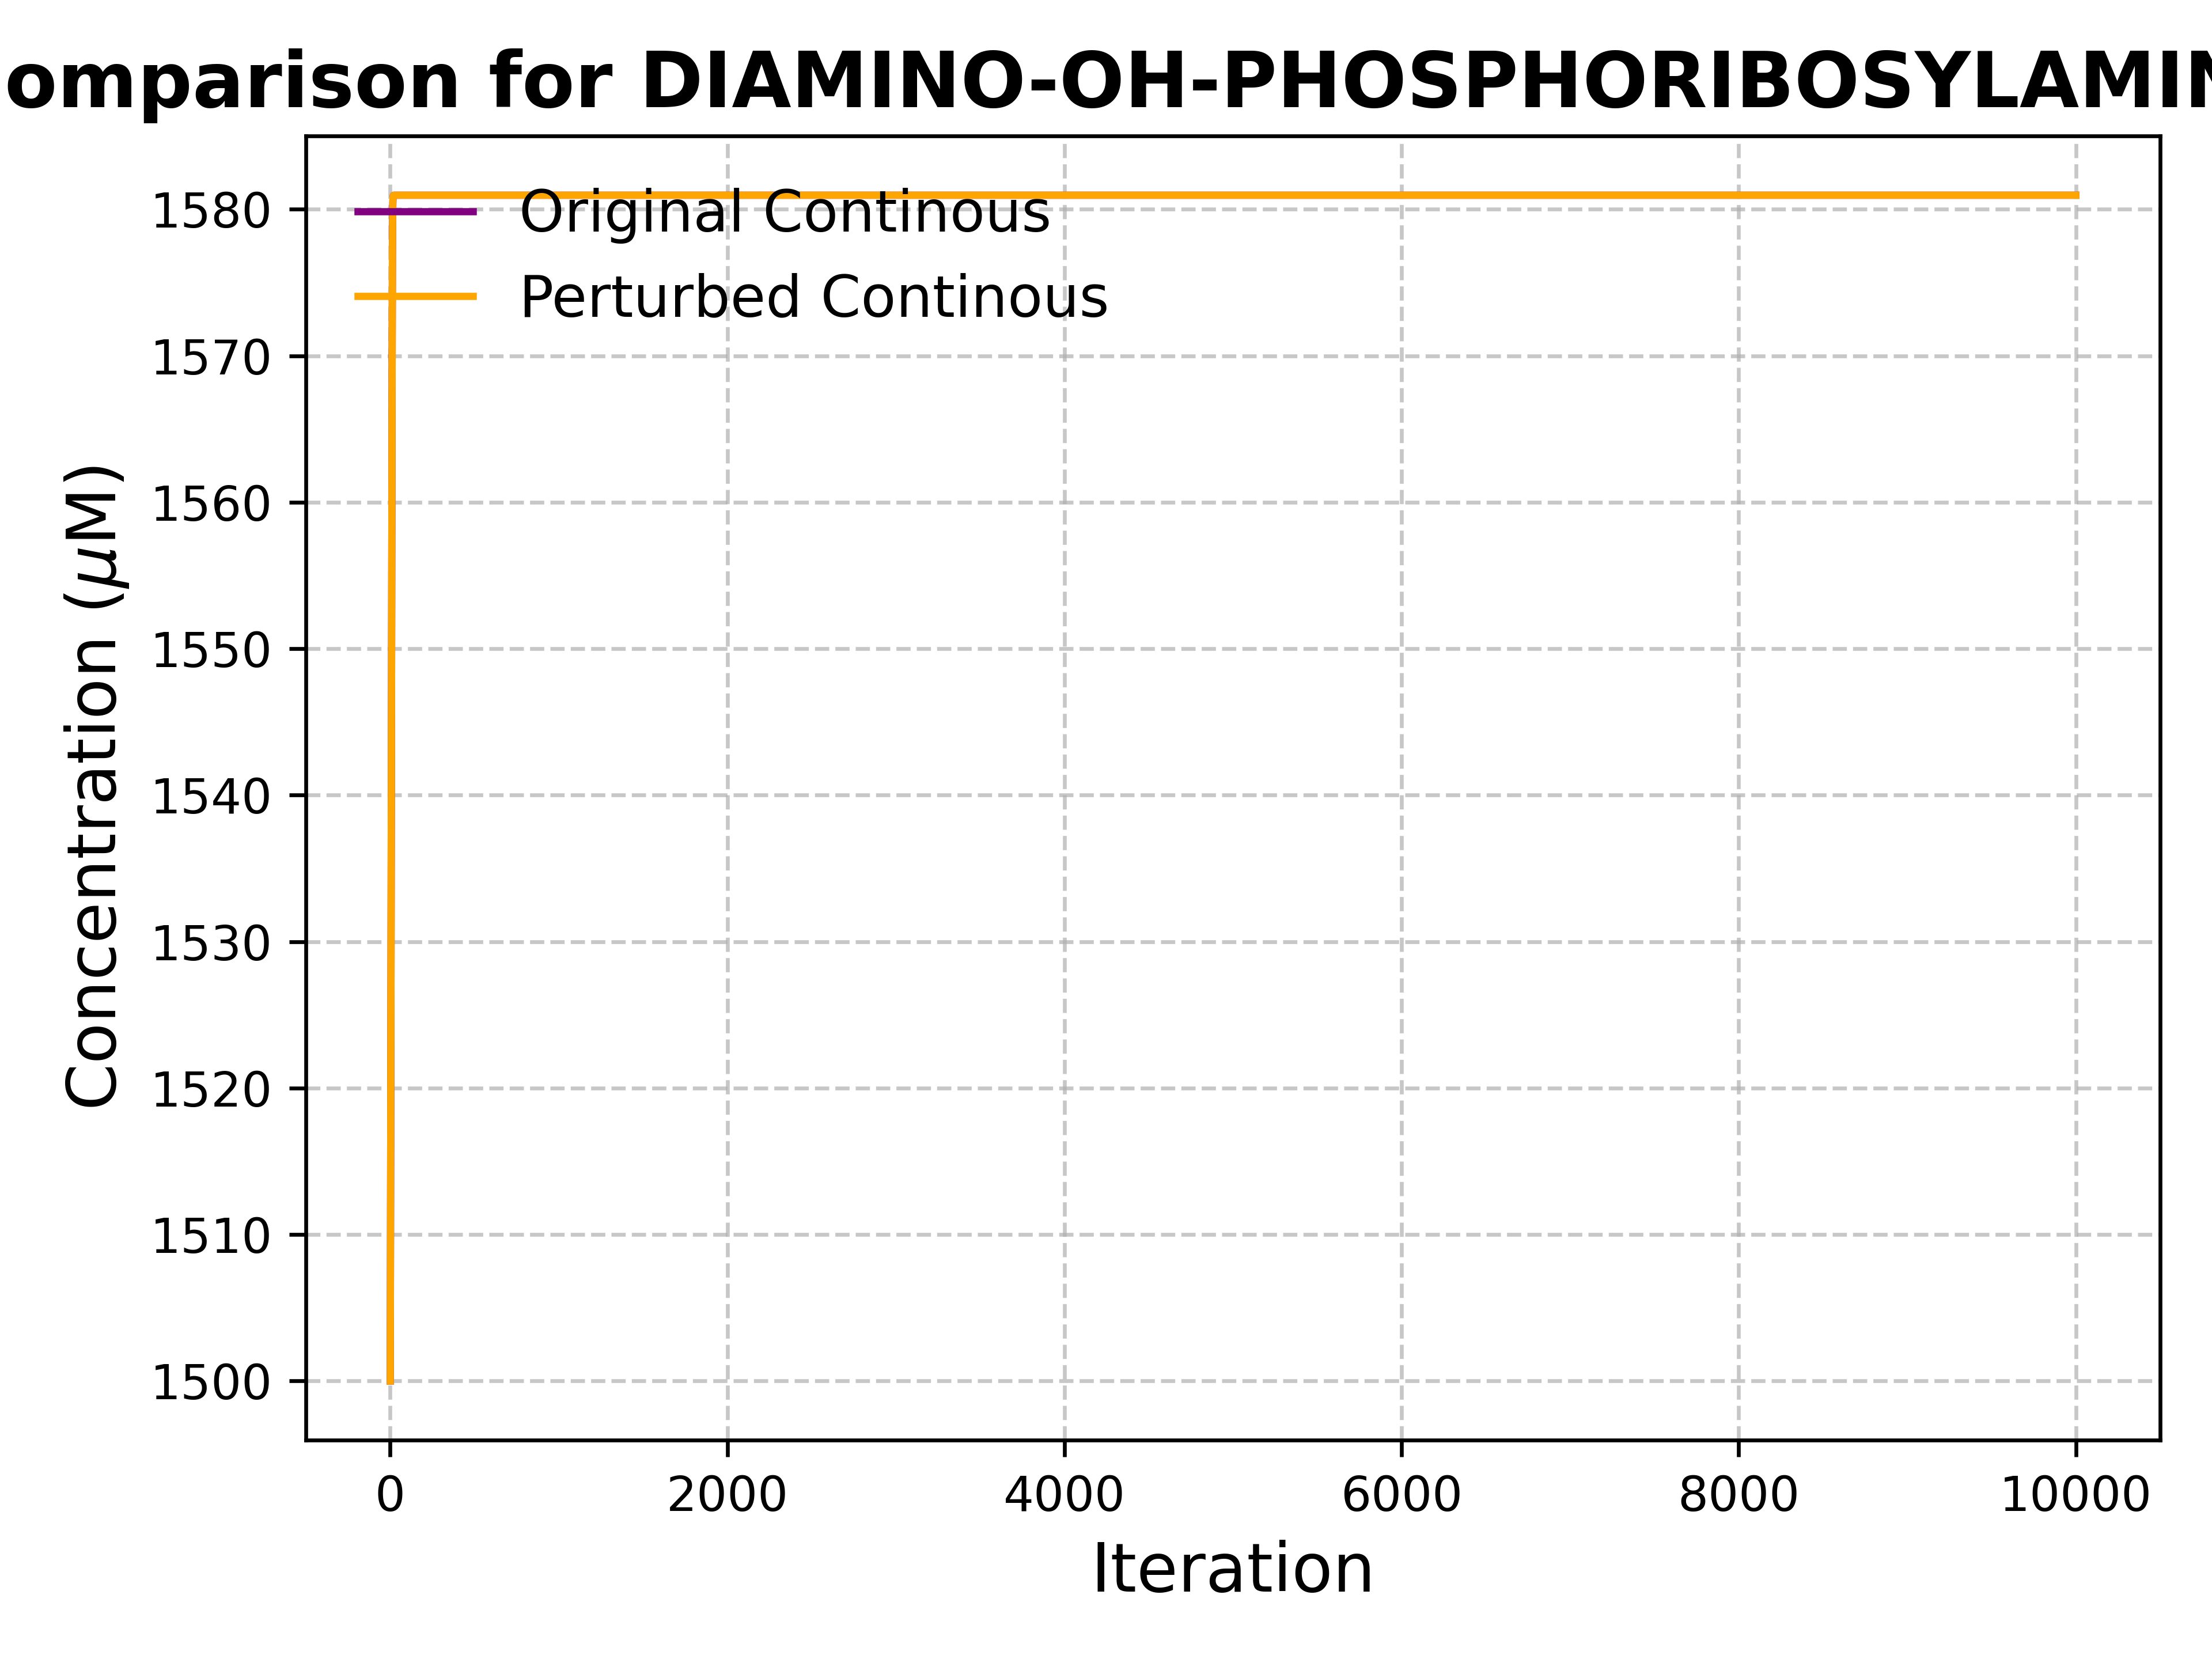 omparison for DIAMINO-OH-PHOSPHORIBOSYLAMIN
1580
1570
1560
1550
1540
1530
1520
1510
1500
Concentration (μM)
Original Continous
Perturbed Continous
0 2000 4000 6000 8000 10000
Iteration